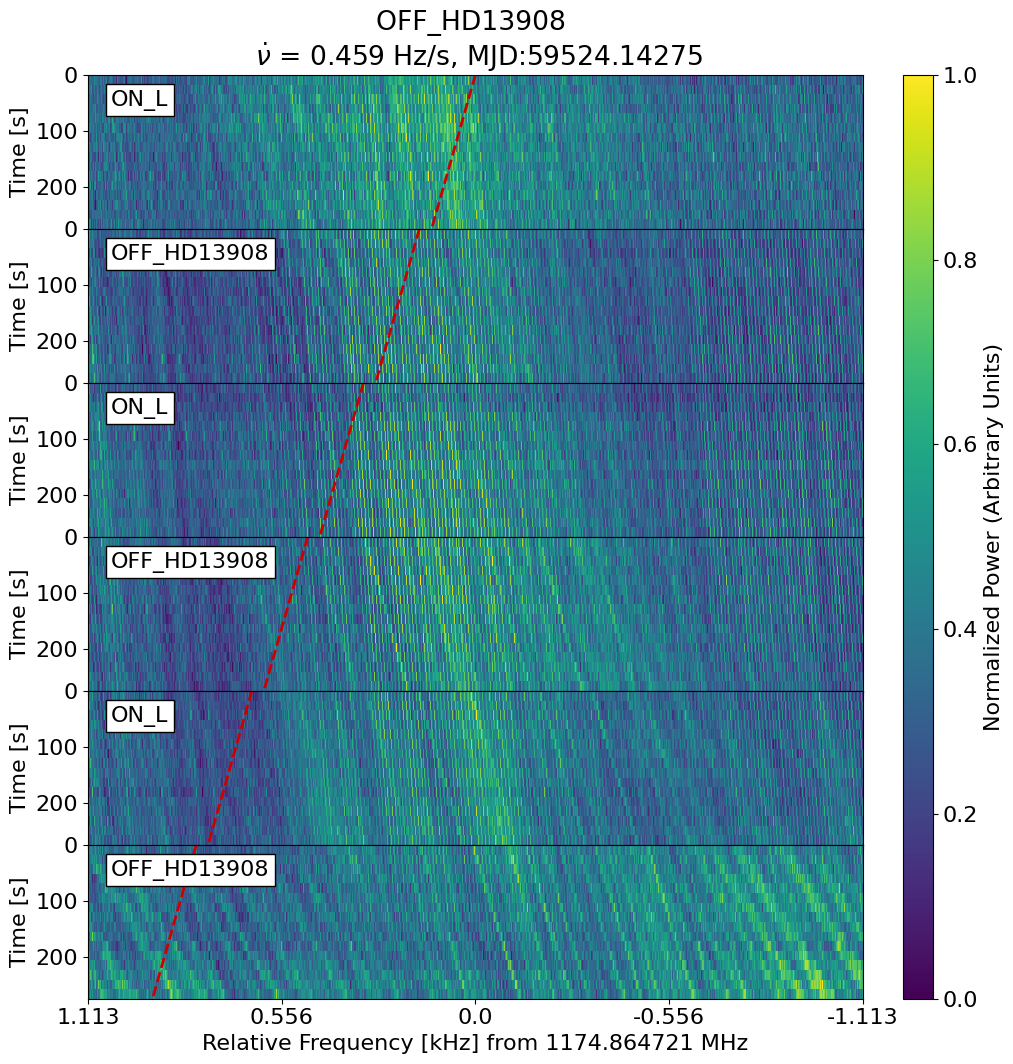 OFF_HD13908
ν̇ = 0.459 Hz/s, MJD:59524.14275
0
ON_L
100
200
Time [s]
0
OFF_HD13908
100
200
Time [s]
0
ON_L
100
200
Time [s]
0
OFF_HD13908
100
200
Time [s]
0
ON_L
100
200
Time [s]
0
OFF_HD13908
100
200
Time [s]
1.113 0.556 0.0 -0.556 -1.113
Relative Frequency [kHz] from 1174.864721 MHz
1.0
0.8
0.6
0.4
0.2
0.0
Normalized Power (Arbitrary Units)